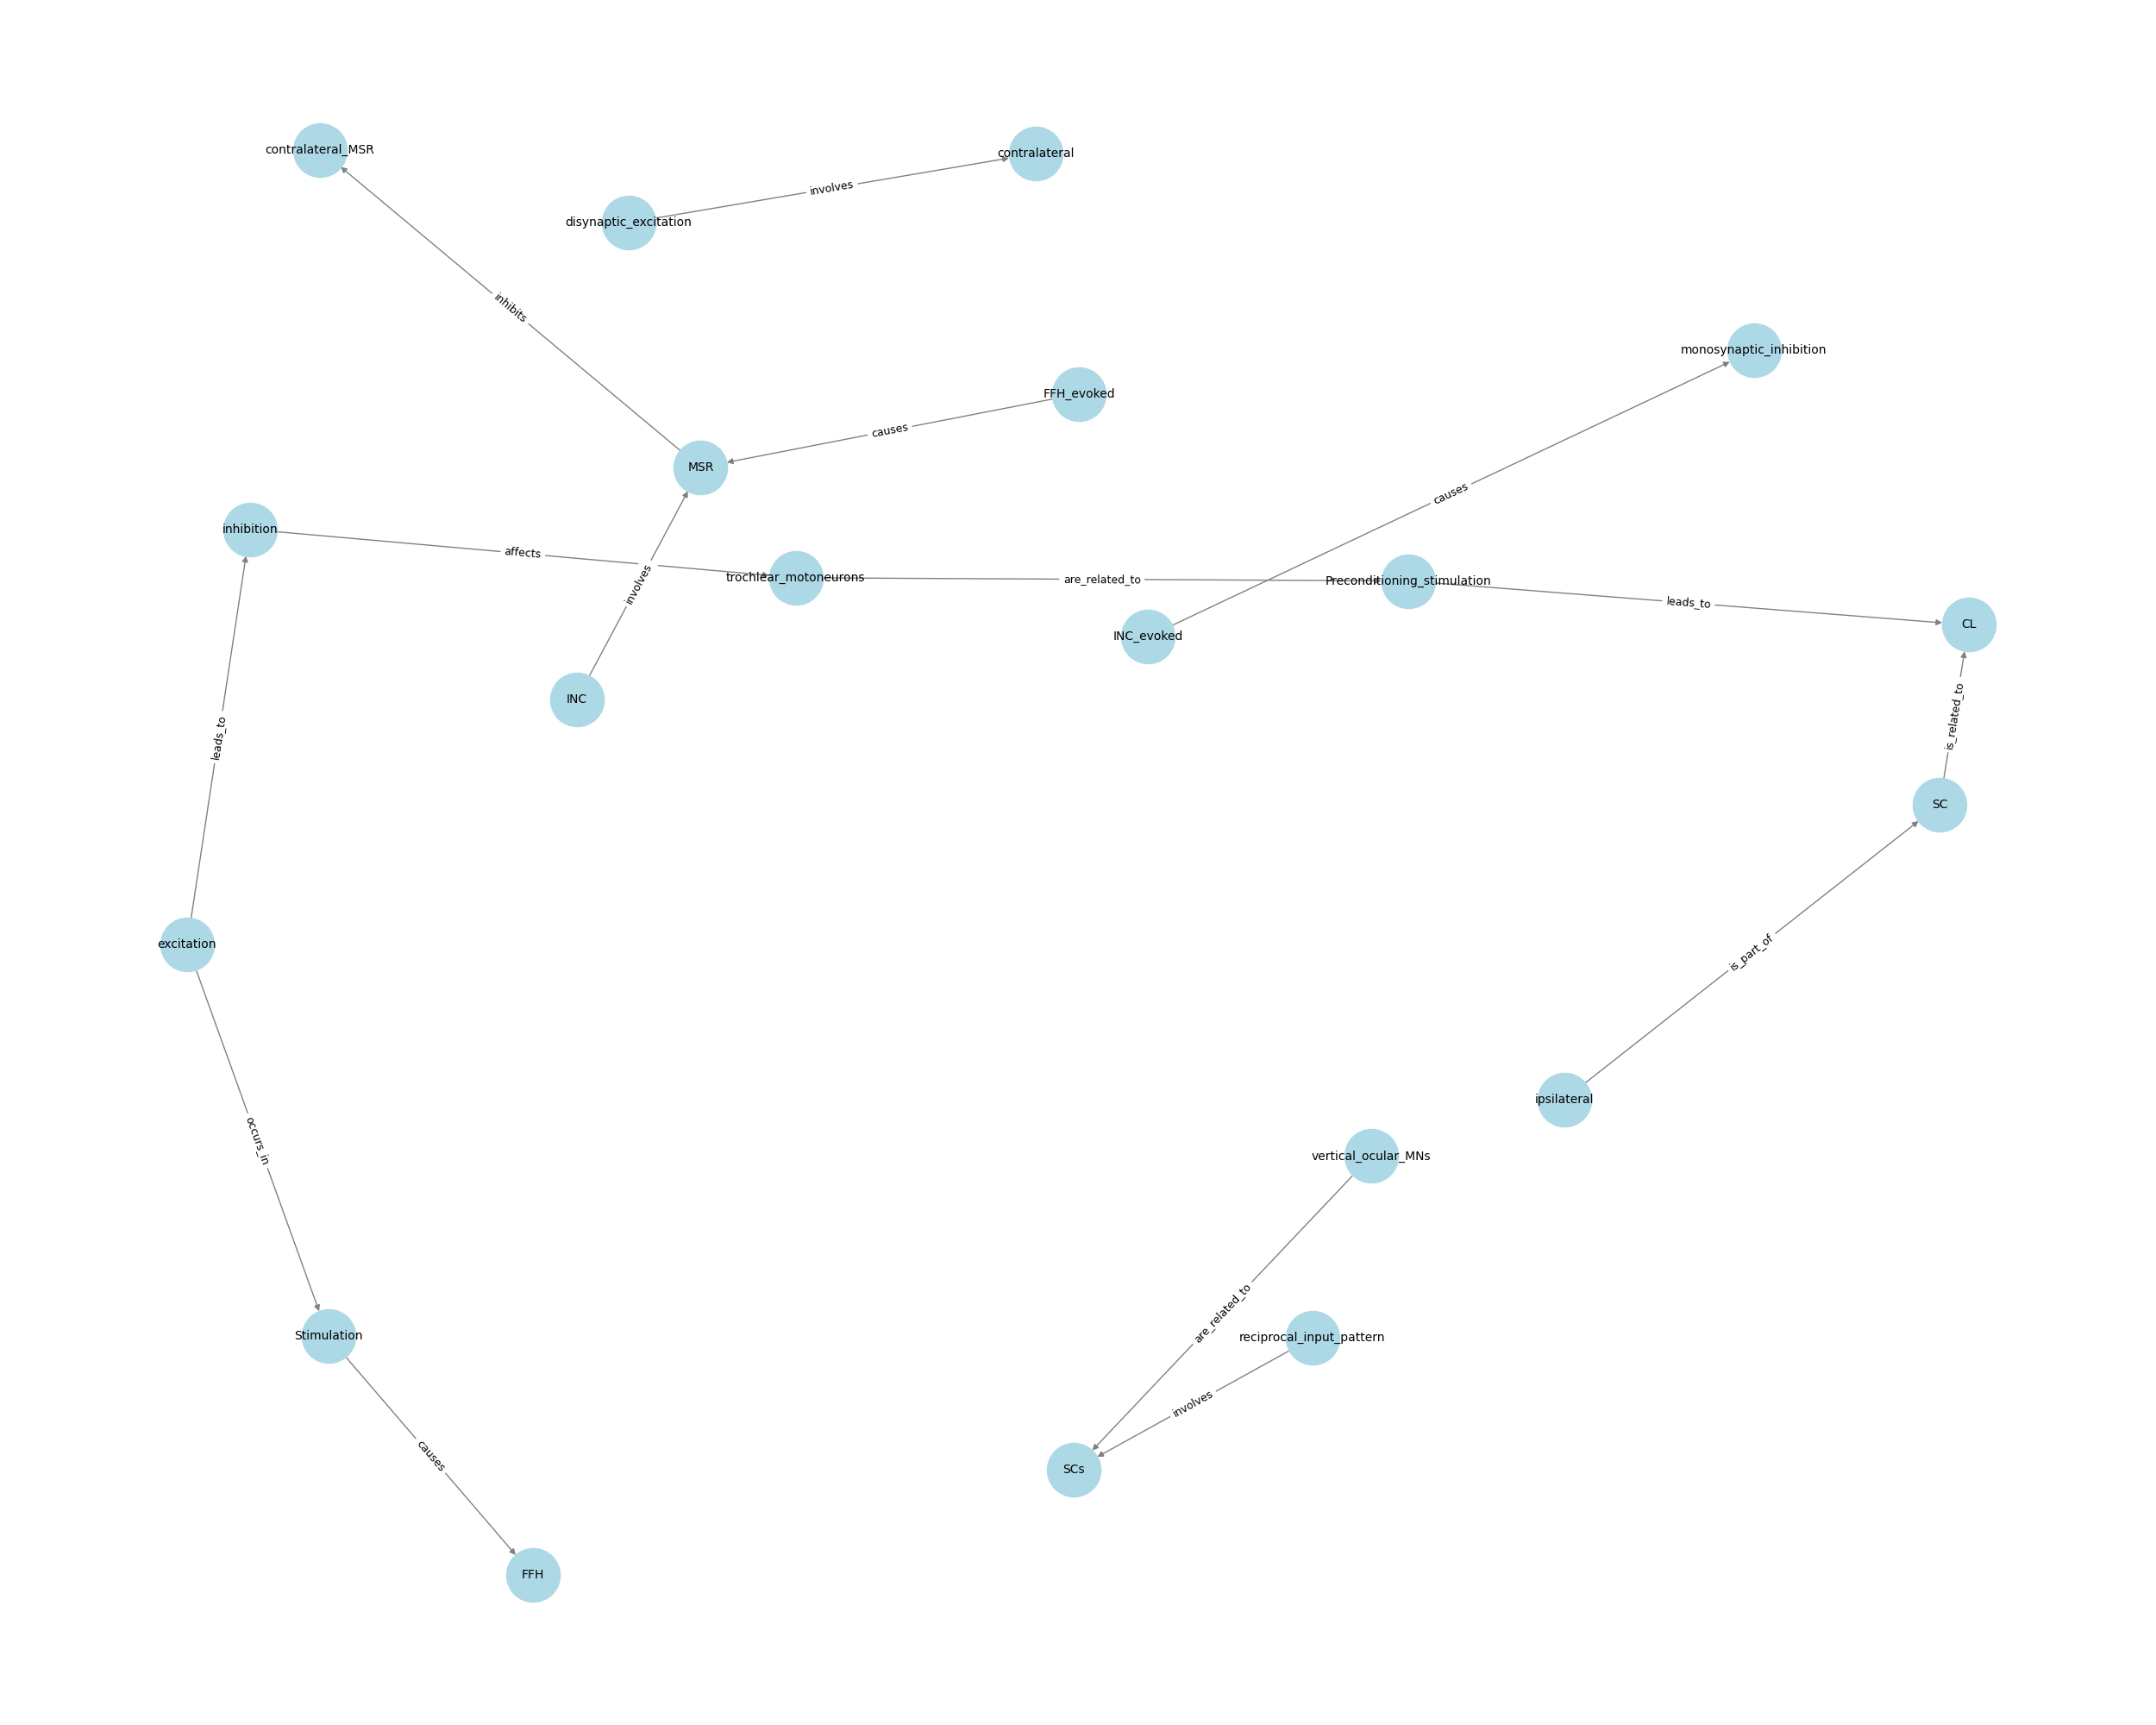 contralateral_MSR
contralateral
involves
disynaptic_excitation
inhibits
monosynaptic_inhibition
FFH_evoked
causes
MSR
causes
inhibition
affects
trochlear_motoneurons
are_related_to
Preconditioning_stimulation
involves
leads_to
CL
INC_evoked
INC
is_related_to
leads_to
SC
excitation
is_part_of
ipsilateral
occurs_in
vertical_ocular_MNs
are_related_to
Stimulation
reciprocal_input_pattern
involves
causes
SCs
FFH